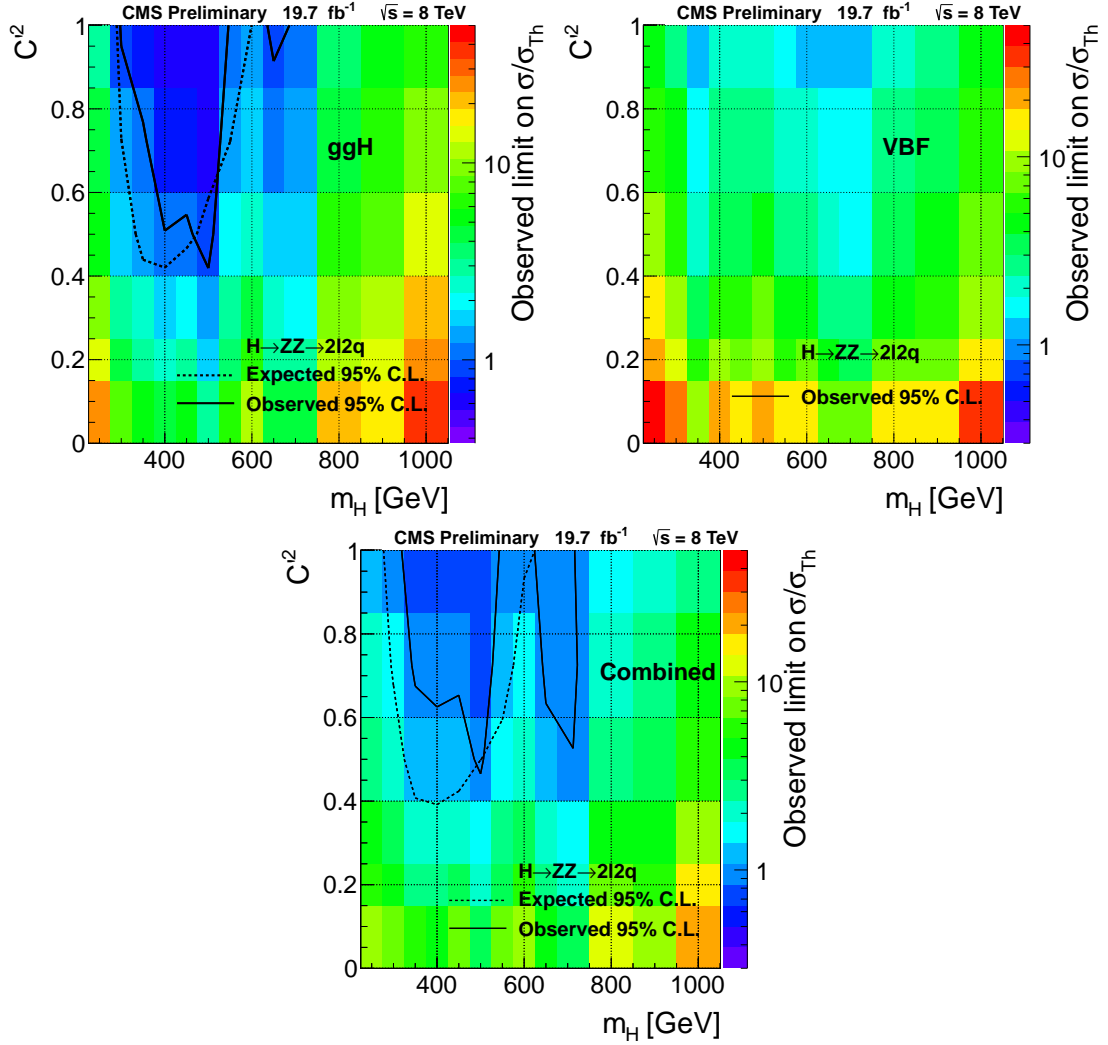 CMS Preliminary 19.7 fb⁻¹ √s = 8 TeV
C'²
1
0.8
0.6
0.4
0.2
0
ggH
H→ZZ→2l2q
Expected 95% C.L.
Observed 95% C.L.
400 600 800 1000
m_H [GeV]
10
1
Observed limit on σ/σ_Th
CMS Preliminary 19.7 fb⁻¹ √s = 8 TeV
C'²
1
0.8
0.6
0.4
0.2
0
VBF
H→ZZ→2l2q
Observed 95% C.L.
400 600 800 1000
m_H [GeV]
10
1
Observed limit on σ/σ_Th
CMS Preliminary 19.7 fb⁻¹ √s = 8 TeV
C'²
1
0.8
0.6
0.4
0.2
0
Combined
H→ZZ→2l2q
Expected 95% C.L.
Observed 95% C.L.
400 600 800 1000
m_H [GeV]
10
1
Observed limit on σ/σ_Th